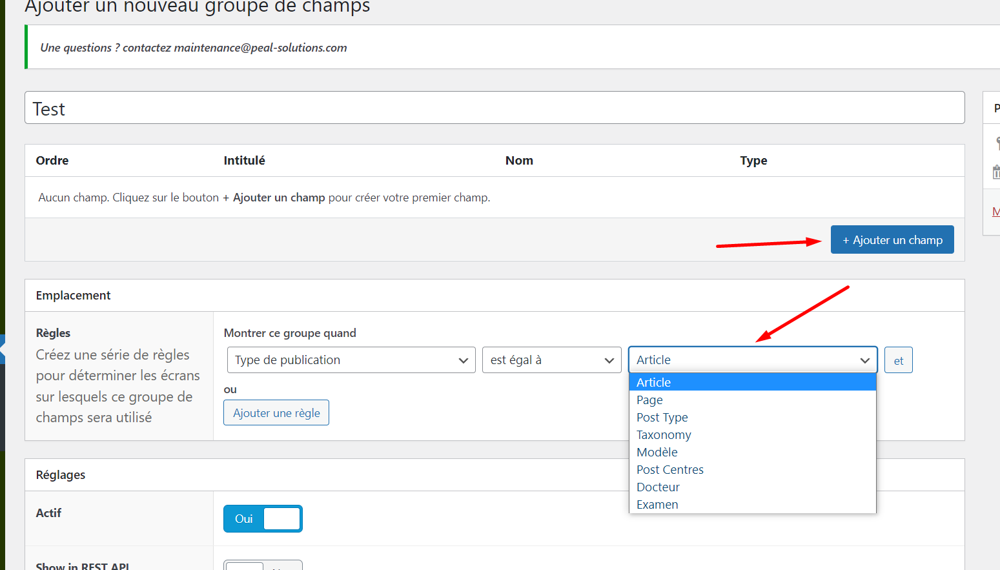 Ajouter un nouveau groupe de champs
Une questions ? contactez maintenance@peal-solutions.com
Test
P
Ordre Intitulé Nom Type
Aucun champ. Cliquez sur le bouton + Ajouter un champ pour créer votre premier champ.
M
+ Ajouter un champ
Emplacement
Règles
Créez une série de règles
pour déterminer les écrans
sur lesquels ce groupe de
champs sera utilisé
Montrer ce groupe quand
Type de publication est égal à Article et
ou
Ajouter une règle
Article
Page
Post Type
Taxonomy
Modèle
Post Centres
Docteur
Examen
Réglages
Actif
Oui
Show in REST API